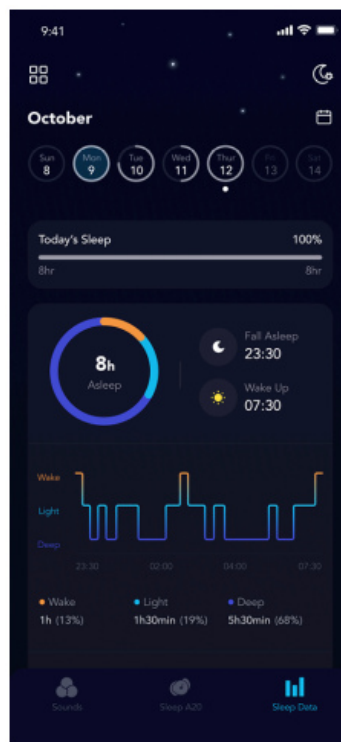 9:41
October
Sun Mon Tue Wed Thur Fri Sat
8 9 10 11 12 13 14
Today's Sleep 100%
8hr 8hr
8h
Asleep
Fall Asleep
23:30
Wake Up
07:30
Wake
Light
Deep
23:30 02:00 04:00 07:30
Wake Light Deep
1h (13%) 1h30min (19%) 5h30min (68%)
Sounds Sleep A20 Sleep Data